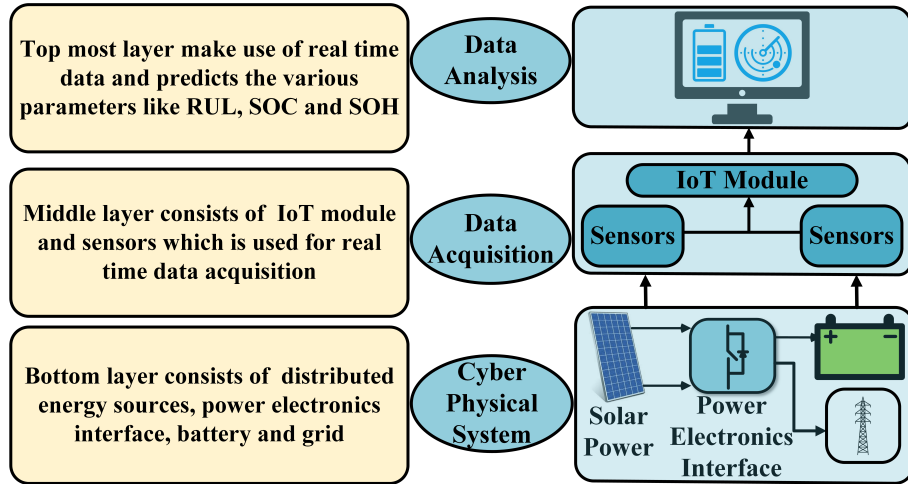 Top most layer make use of real time
data and predicts the various
parameters like RUL, SOC and SOH
Data
Analysis
Middle layer consists of IoT module
and sensors which is used for real
time data acquisition
Data
Acquisition
IoT Module
Sensors
Sensors
Bottom layer consists of distributed
energy sources, power electronics
interface, battery and grid
Cyber
Physical
System
Solar
Power
Power
Electronics
Interface
+ −